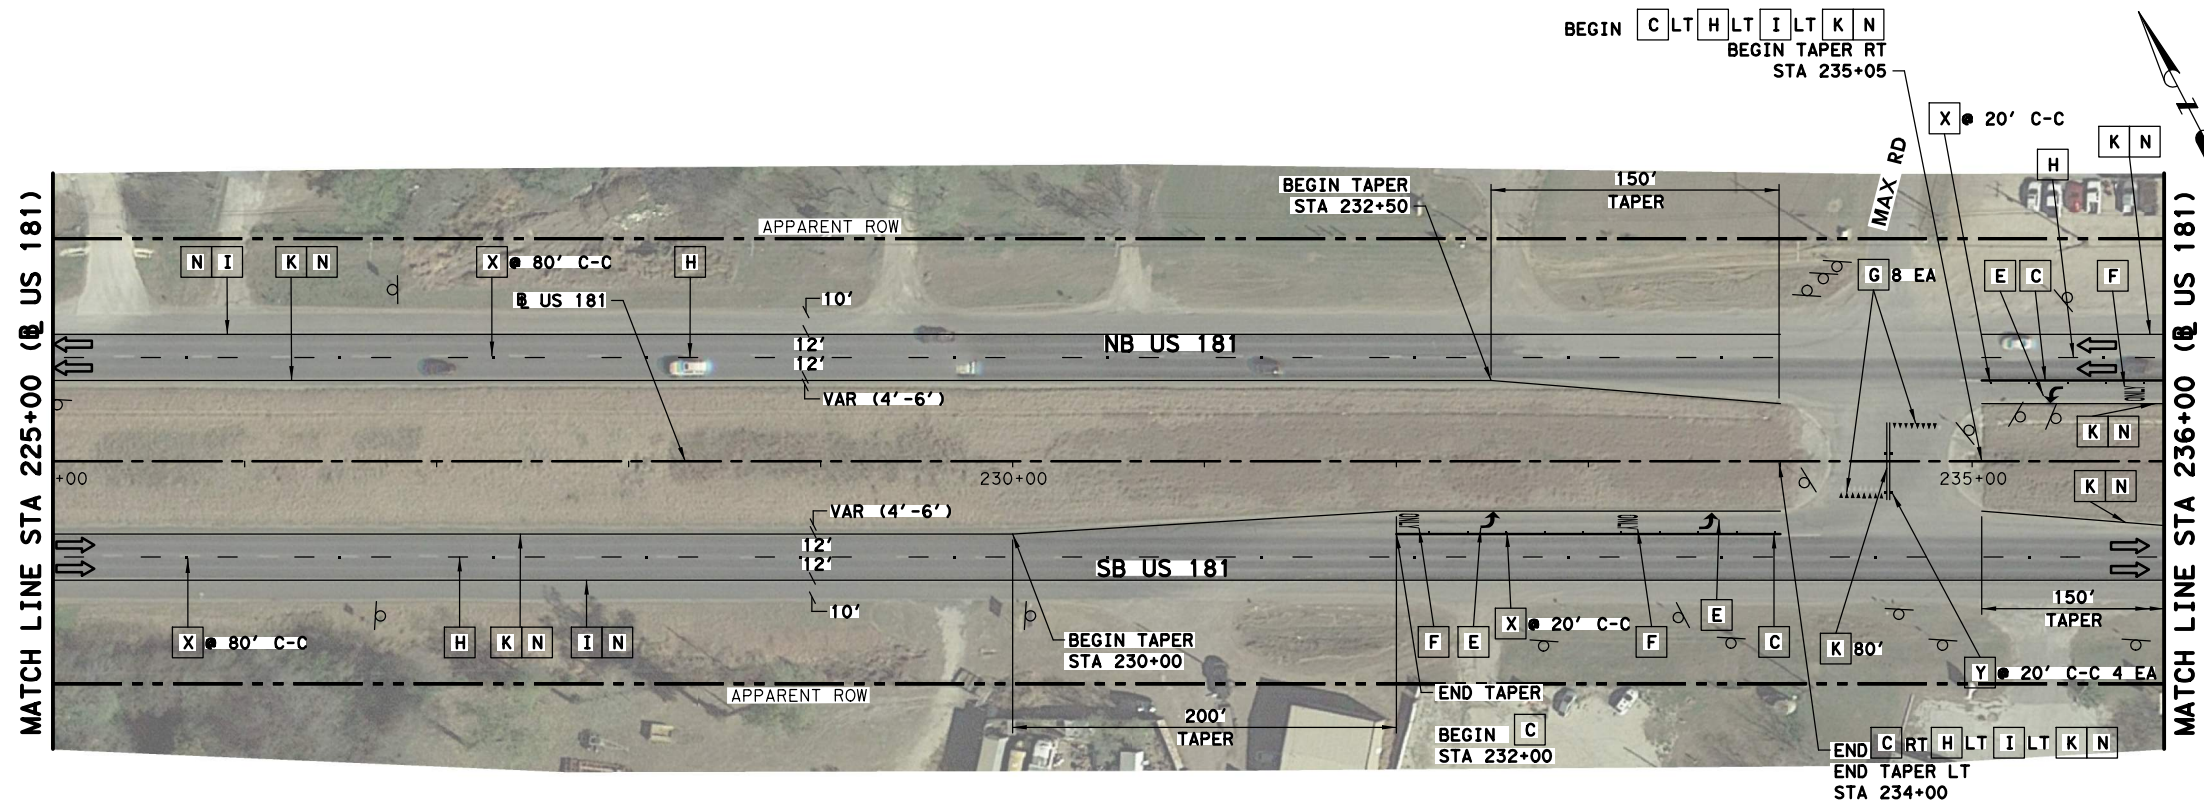 BEGIN C LT H LT I LT K N
BEGIN TAPER RT
STA 235+05
X @ 20' C-C
K N
H
MAX RD
N
MATCH LINE STA 225+00 (BL US 181)
BEGIN TAPER
STA 232+50
150'
TAPER
APPARENT ROW
N I
K N
X @ 80' C-C
H
BL US 181
10'
12'
12'
VAR (4'-6')
NB US 181
G 8 EA
E C
F
ONLY
K N
+00
230+00
235+00
K N
VAR (4'-6')
12'
12'
10'
SB US 181
ONLY
ONLY
X @ 80' C-C
H
K N
I N
BEGIN TAPER
STA 230+00
F
E
X @ 20' C-C
F
E
C
K 80'
150'
TAPER
Y @ 20' C-C 4 EA
APPARENT ROW
200'
TAPER
END TAPER
BEGIN C
STA 232+00
END C RT H LT I LT K N
END TAPER LT
STA 234+00
MATCH LINE STA 236+00 (BL US 181)